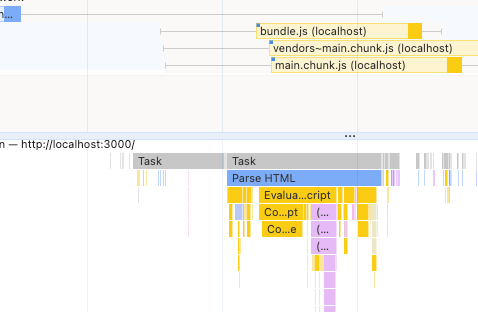 n...
bundle.js (localhost)
vendors~main.chunk.js (localhost)
main.chunk.js (localhost)
...
n — http://localhost:3000/
Task Task
Parse HTML
Evalua...cript
Co...pt (...
Co...e (...
(...